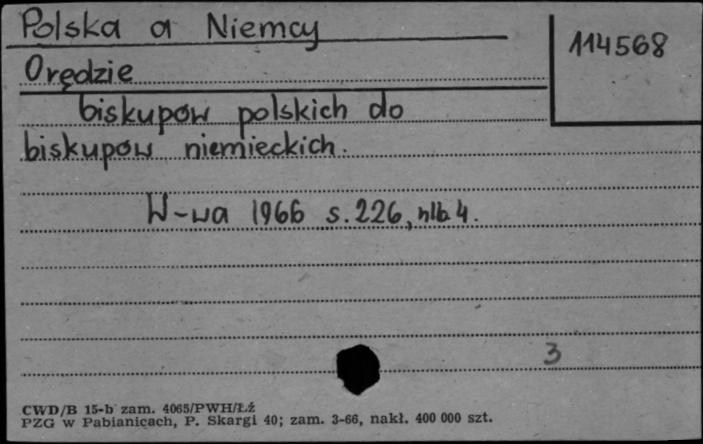 Polska a Niemcy
114568
Orędzie
biskupów polskich do
biskupów niemieckich.
W-wa 1966 s. 226, nlb. 4.
3
CWD/B 15-b zam. 4065/PWH/Łź
PZG w Pabianicach, P. Skargi 40; zam. 3-66, nakł. 400 000 szt.